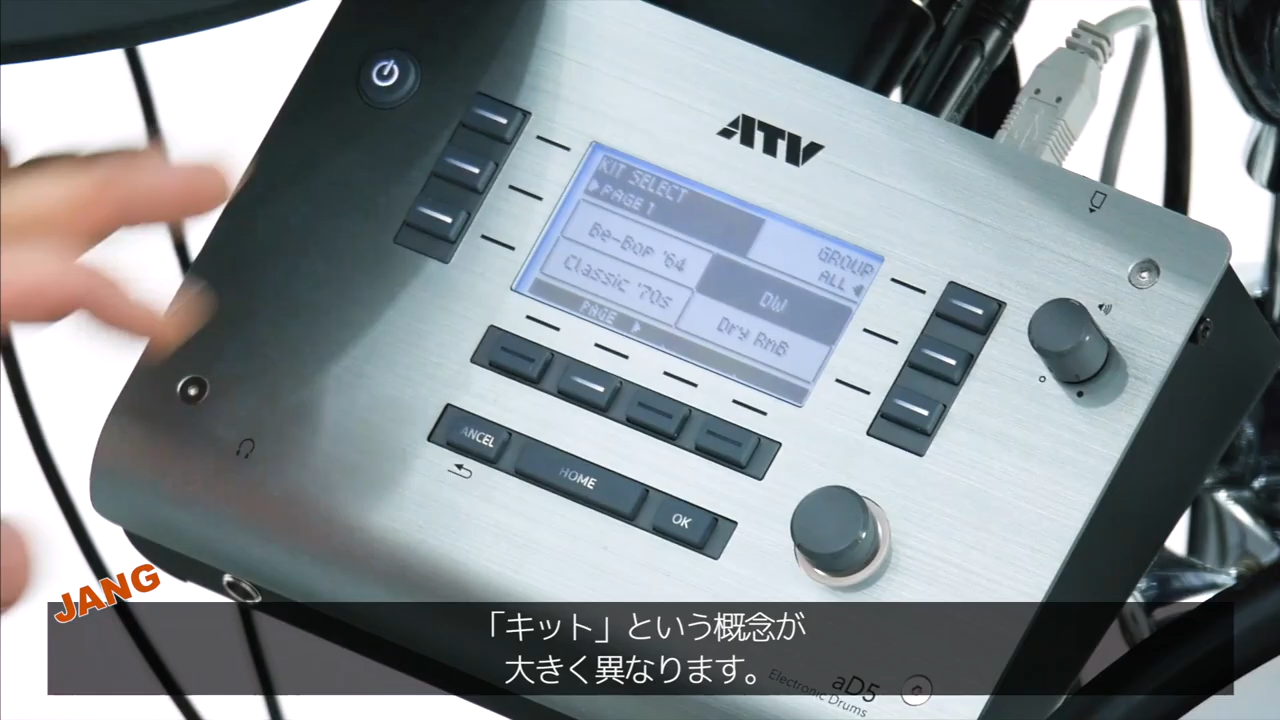 ATV
KIT SELECT
PAGE 1
GROUP
ALL
Be-Bop '64
DW
Classic '70s
Dry RnB
PAGE
CANCEL
HOME
OK
JANG
「キット」という概念が
大きく異なります。
aD5
Electronic Drums